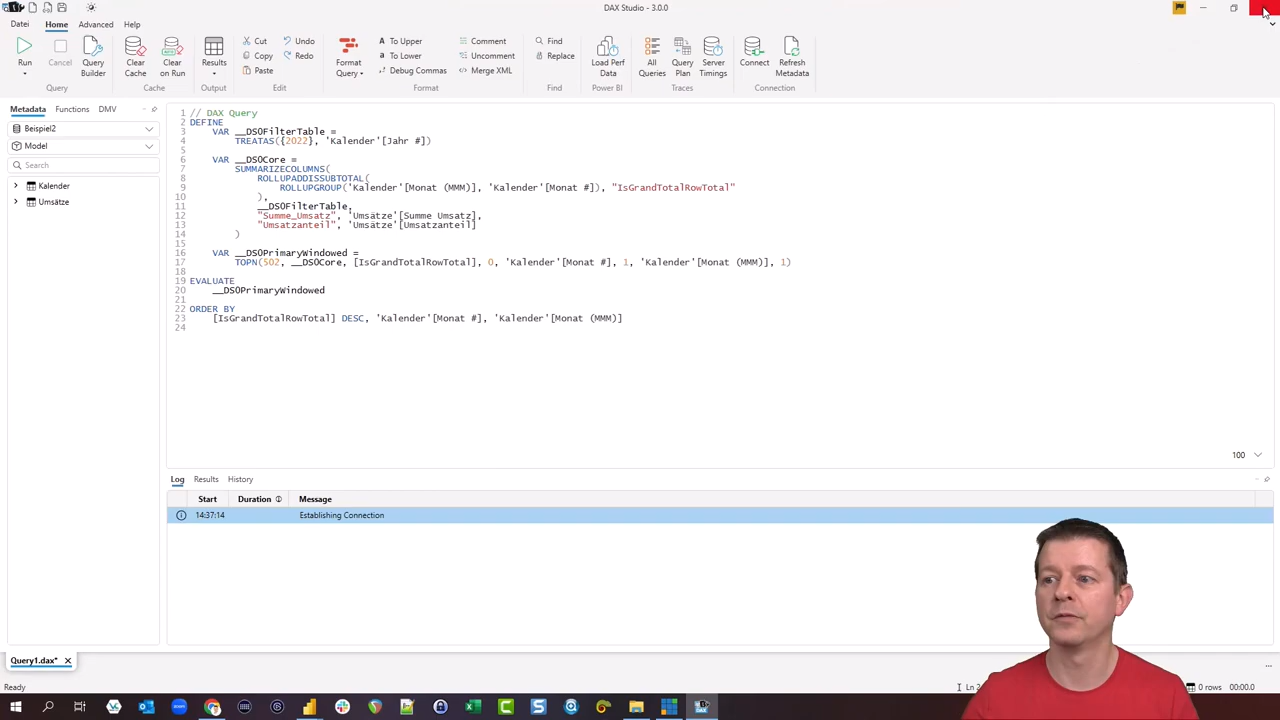 DAX Studio - 3.0.0
Datei Home Advanced Help
Run Cancel Query Builder
Query
Clear Cache Clear on Run
Cache
Results
Output
Cut Undo
Copy Redo
Paste
Edit
Format Query
To Upper Comment
To Lower Uncomment
Debug Commas Merge XML
Format
Find
Replace
Find
Load Perf Data
Power BI
All Queries Query Plan Server Timings
Traces
Connect Refresh Metadata
Connection
Metadata Functions DMV
Beispiel2
Model
Search
Kalender
Umsätze
1 // DAX Query
2 DEFINE
3 VAR __DS0FilterTable =
4 TREATAS({2022}, 'Kalender'[Jahr #])
5
6 VAR __DS0Core =
7 SUMMARIZECOLUMNS(
8 ROLLUPADDISSUBTOTAL(
9 ROLLUPGROUP('Kalender'[Monat (MMM)], 'Kalender'[Monat #]), "IsGrandTotalRowTotal"
10 ),
11 __DS0FilterTable,
12 "Summe_Umsatz", 'Umsätze'[Summe Umsatz],
13 "Umsatzanteil", 'Umsätze'[Umsatzanteil]
14 )
15
16 VAR __DS0PrimaryWindowed =
17 TOPN(502, __DS0Core, [IsGrandTotalRowTotal], 0, 'Kalender'[Monat #], 1, 'Kalender'[Monat (MMM)], 1)
18
19 EVALUATE
20 __DS0PrimaryWindowed
21
22 ORDER BY
23 [IsGrandTotalRowTotal] DESC, 'Kalender'[Monat #], 'Kalender'[Monat (MMM)]
24
100
Log Results History
Start Duration Message
14:37:14 Establishing Connection
Query1.dax*
Ready Ln 2 0 rows 00:00.0